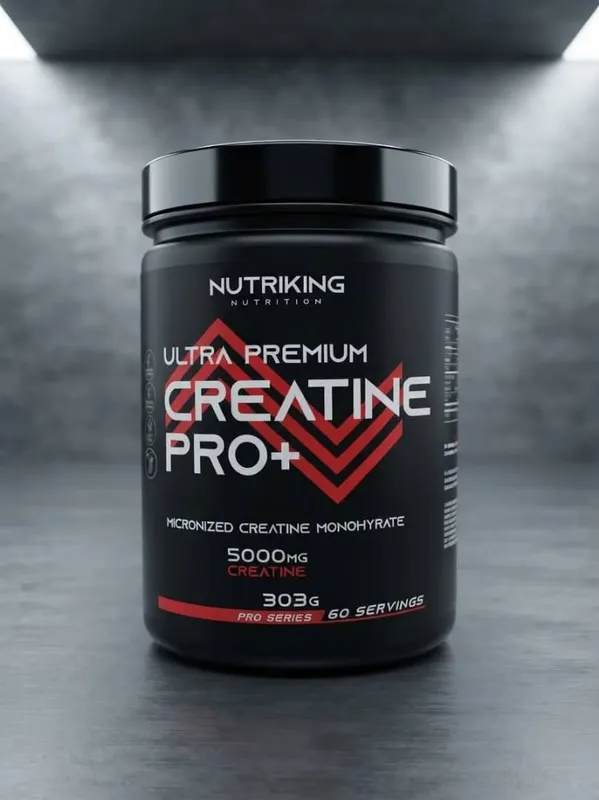 NUTRIKING
NUTRITION
ULTRA PREMIUM
CREATINE
PRO+
MICRONIZED CREATINE MONOHYRATE
5000MG
CREATINE
303G
PRO SERIES
60 SERVINGS